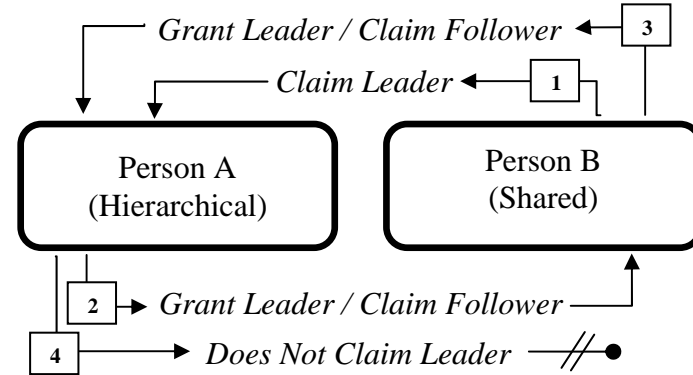 Grant Leader / Claim Follower 3
Claim Leader 1
Person A
(Hierarchical)
Person B
(Shared)
2 Grant Leader / Claim Follower
4 Does Not Claim Leader